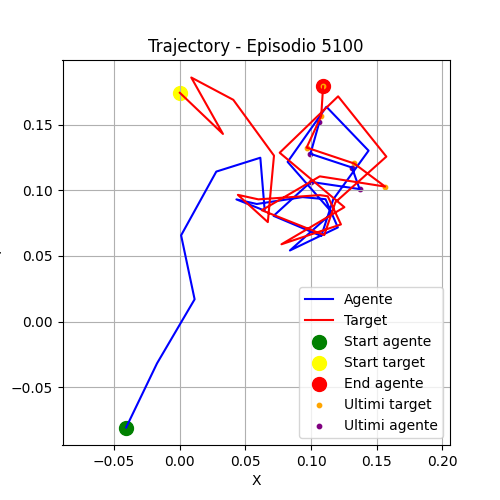 Trajectory - Episodio 5100
0.15
0.10
0.05
0.00
−0.05
−0.05
0.00
0.05
0.10
0.15
0.20
X
Agente
Target
Start agente
Start target
End agente
Ultimi target
Ultimi agente